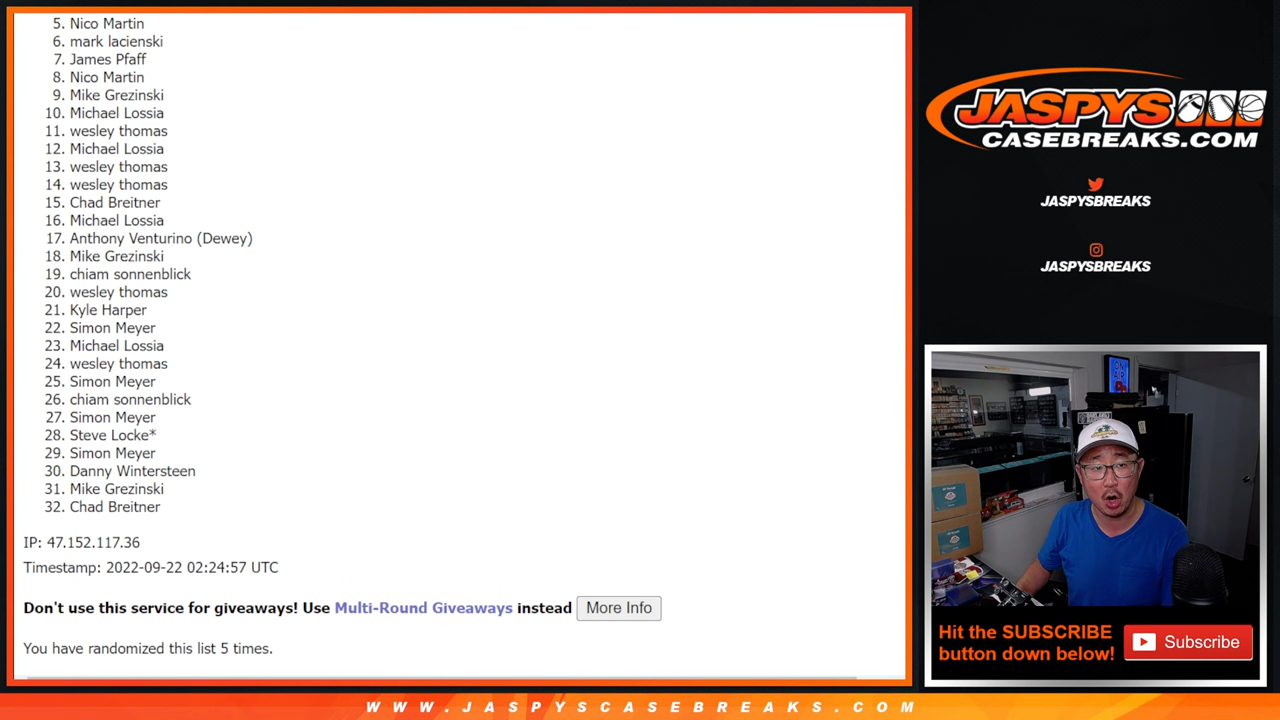 5. Nico Martin
6. mark lacienski
7. James Pfaff
8. Nico Martin
9. Mike Grezinski
10. Michael Lossia
11. wesley thomas
12. Michael Lossia
13. wesley thomas
14. wesley thomas
15. Chad Breitner
16. Michael Lossia
17. Anthony Venturino (Dewey)
18. Mike Grezinski
19. chiam sonnenblick
20. wesley thomas
21. Kyle Harper
22. Simon Meyer
23. Michael Lossia
24. wesley thomas
25. Simon Meyer
26. chiam sonnenblick
27. Simon Meyer
28. Steve Locke*
29. Simon Meyer
30. Danny Wintersteen
31. Mike Grezinski
32. Chad Breitner
IP: 47.152.117.36
Timestamp: 2022-09-22 02:24:57 UTC
Don't use this service for giveaways! Use Multi-Round Giveaways instead More Info
You have randomized this list 5 times.
JASPYS
CASEBREAKS.COM
JASPYSBREAKS
JASPYSBREAKS
ON
AIR
Hit the SUBSCRIBE
button down below!
Subscribe
WWW.JASPYSCASEBREAKS.COM